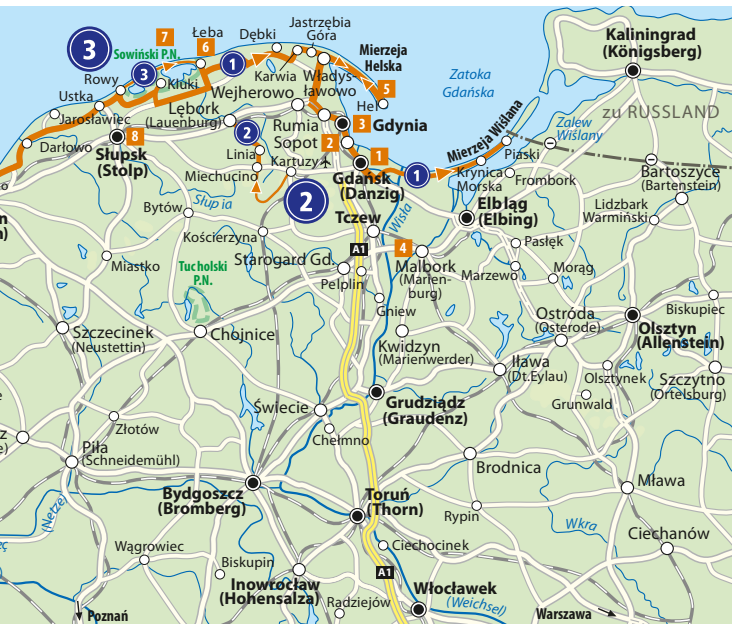 7
Łeba
Dębki
Jastrzębia
Góra
Kaliningrad
(Königsberg)
3
Sowiński P.N.
6
1
Mierzeja
Helska
Rowy
3
Kluki
Karwia
Władys-
ławowo
5
Zatoka
Gdańska
Ustka
Wejherowo
Hel
Jarosławiec
Lębork
(Lauenburg)
Rumia
3
Gdynia
Mierzeja Wiślana
Zalew
Wiślany
zu RUSSLAND
8
Darłowo
Słupsk
(Stolp)
2
Sopot
2
Linia
Kartuzy
1
1
Piaski
Miechucino
Gdańsk
(Danzig)
Krynica
Morska
Frombork
Bartoszyce
(Bartenstein)
Słupia
2
Elbląg
(Elbing)
Lidzbark
Warmiński
Bytów
Tczew
Wisła
n
)
Kościerzyna
A1
4
Pasłęk
Miastko
Starogard Gd.
Malbork
(Marien-
burg)
Marzewo
Morąg
Tucholski
P.N.
Pelplin
Gniew
Biskupiec
Szczecinek
(Neustettin)
Chojnice
Kwidzyn
(Marienwerder)
Ostróda
(Osterode)
Olsztyn
(Allenstein)
Iława
(Dt.Eylau)
Olsztynek
Szczytno
(Ortelsburg)
Grudziądz
(Graudenz)
Grunwald
Świecie
Złotów
Chełmno
z
e)
Piła
(Schneidemühl)
Brodnica
Bydgoszcz
(Bromberg)
Toruń
(Thorn)
Mława
(Netze)
Rypin
Wkra
Ciechanów
Wągrowiec
Ciechocinek
Biskupin
A1
Inowrocław
(Hohensalza)
Włocławek
(Weichsel)
Poznań
Radziejów
Warszawa